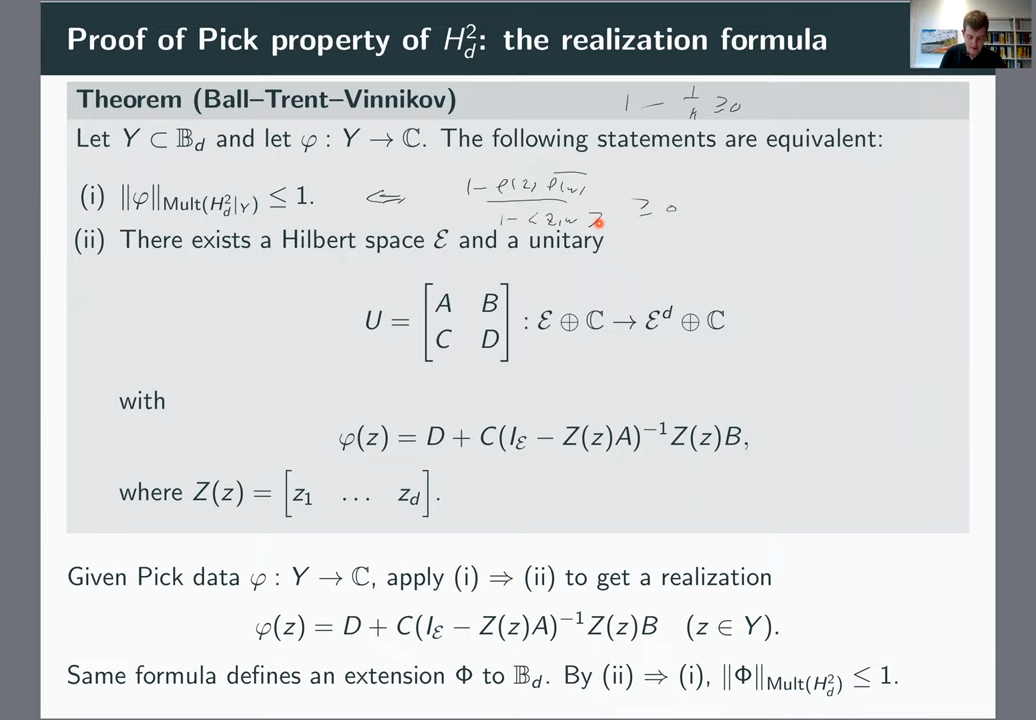 Proof of Pick property of H²_d: the realization formula
Theorem (Ball–Trent–Vinnikov)
1 − 1/k ≥ 0
Let Y ⊂ 𝔹_d and let φ : Y → ℂ. The following statements are equivalent:
(i) ‖φ‖_Mult(H²_d|_Y) ≤ 1. ⇐ (1 − φ(z) \overline{φ(w)}) / (1 − <z,w>) ≥ 0
(ii) There exists a Hilbert space ℰ and a unitary
U = [A B; C D] : ℰ ⊕ ℂ → ℰ^d ⊕ ℂ
with
φ(z) = D + C(I_ℰ − Z(z)A)^{−1}Z(z)B,
where Z(z) = [z_1 … z_d].
Given Pick data φ : Y → ℂ, apply (i) ⇒ (ii) to get a realization
φ(z) = D + C(I_ℰ − Z(z)A)^{−1}Z(z)B (z ∈ Y).
Same formula defines an extension Φ to 𝔹_d. By (ii) ⇒ (i), ‖Φ‖_Mult(H²_d) ≤ 1.